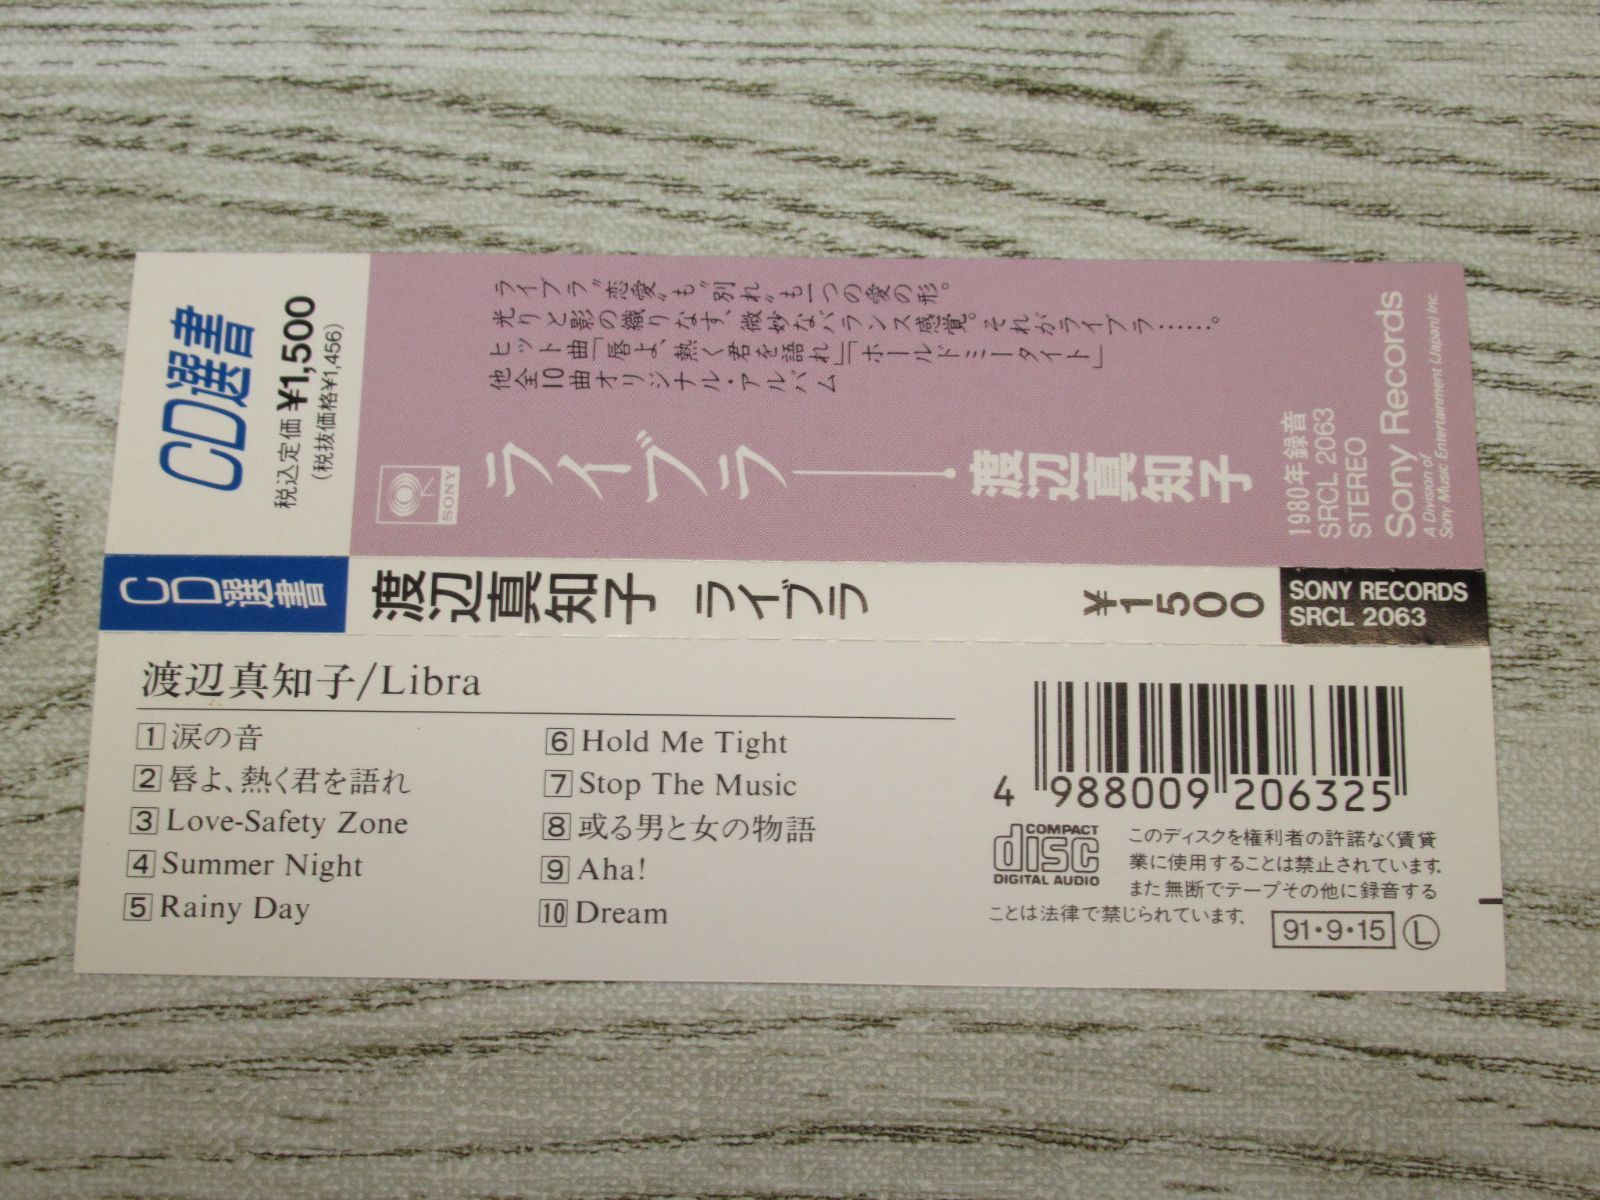 CD選書
税込定価¥1,500
(税抜価格¥1,456)
ライブラ“恋愛”も“別れ”も一つの愛の形。
光りと影の織りなす、微妙なバランス感覚。それがライブラ……。
ヒット曲「唇よ、熱く君を語れ」「ホールドミータイト」
他全10曲オリジナル・アルバム
SONY
ライブラ
渡辺真知子
1980年録音
SRCL 2063
STEREO
Sony Records
A Division of
Sony Music Entertainment (Japan) Inc.
CD選書
渡辺真知子 ライブラ
¥1500
SONY RECORDS
SRCL 2063
渡辺真知子/Libra
1 涙の音
2 唇よ、熱く君を語れ
3 Love-Safety Zone
4 Summer Night
5 Rainy Day
6 Hold Me Tight
7 Stop The Music
8 或る男と女の物語
9 Aha!
10 Dream
4 988009 206325
COMPACT
disc
DIGITAL AUDIO
このディスクを権利者の許諾なく賃貸
業に使用することは禁止されています。
また無断でテープその他に録音する
ことは法律で禁じられています。
91・9・15 L